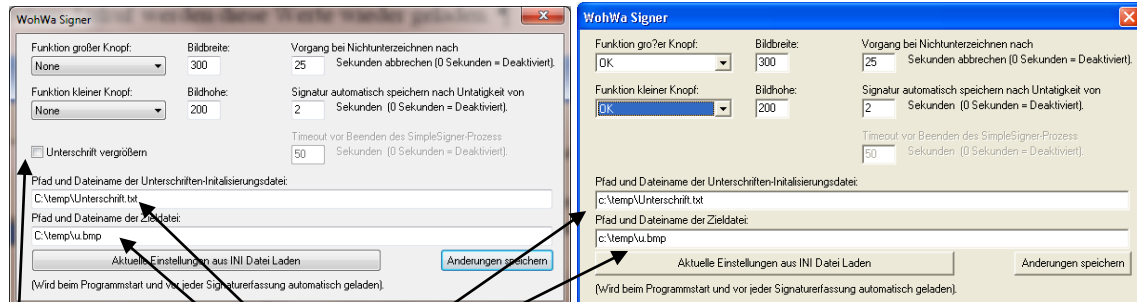 druf werden diese Werte wieder geladen. ¶
WohWa Signer
Funktion großer Knopf:
None
Bildbreite:
300
Vorgang bei Nichtunterzeichnen nach
25 Sekunden abbrechen (0 Sekunden = Deaktiviert).
Funktion kleiner Knopf:
None
Bildhohe:
200
Signatur automatisch speichern nach Untatigkeit von
2 Sekunden (0 Sekunden = Deaktiviert).
Unterschrift vergrößern
Timeout vor Beenden des SimpleSigner-Prozess
50 Sekunden (0 Sekunden = Deaktiviert).
Pfad und Dateiname der Unterschriften-Initalisierungsdatei:
C:\temp\Unterschrift.txt
Pfad und Dateiname der Zieldatei:
C:\temp\u.bmp
Aktuelle Einstellungen aus INI Datei Laden
Anderungen speichern
(Wird beim Programmstart und vor jeder Signaturerfassung automatisch geladen).
WohWa Signer
Funktion gro?er Knopf:
OK
Bildbreite:
300
Vorgang bei Nichtunterzeichnen nach
25 Sekunden abbrechen (0 Sekunden = Deaktiviert).
Funktion kleiner Knopf:
OK
Bildhohe:
200
Signatur automatisch speichern nach Untatigkeit von
2 Sekunden (0 Sekunden = Deaktiviert).
Timeout vor Beenden des SimpleSigner-Prozess
50 Sekunden (0 Sekunden = Deaktiviert).
Pfad und Dateiname der Unterschriften-Initalisierungsdatei:
c:\temp\Unterschrift.txt
Pfad und Dateiname der Zieldatei:
c:\temp\u.bmp
Aktuelle Einstellungen aus INI Datei Laden
Anderungen speichern
(Wird beim Programmstart und vor jeder Signaturerfassung automatisch geladen).